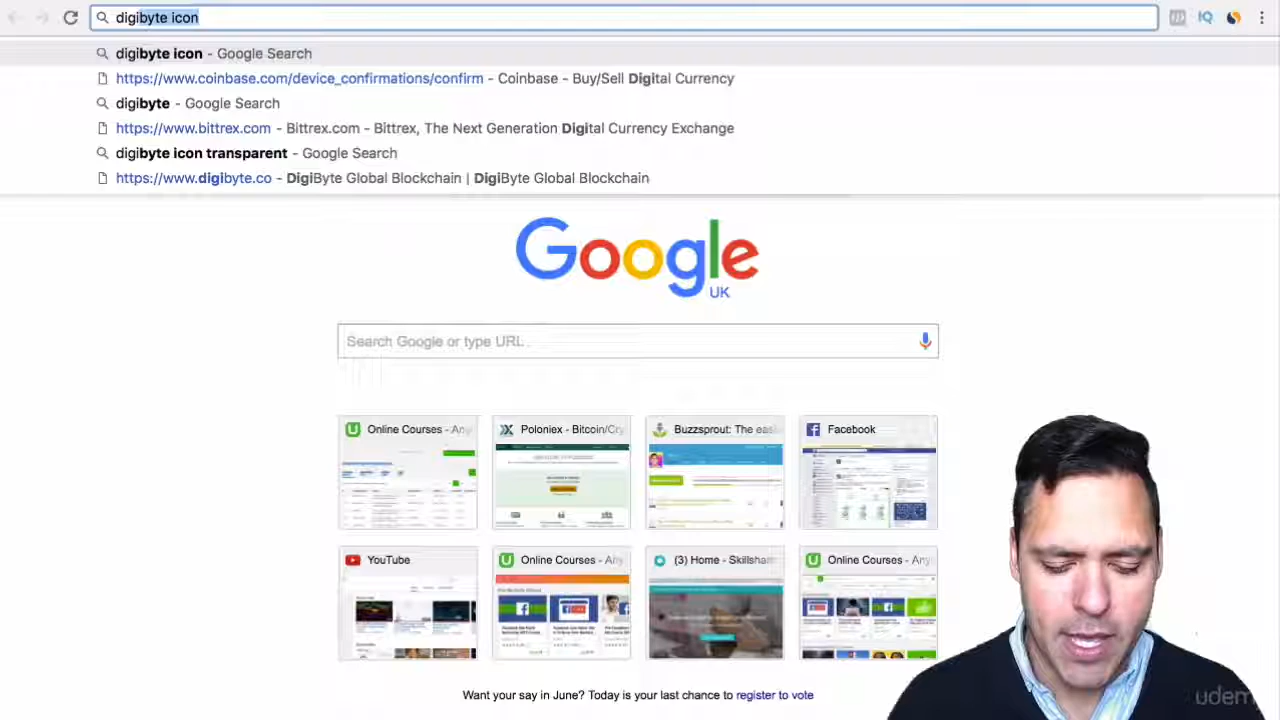 digibyte icon
digibyte icon - Google Search
https://www.coinbase.com/device_confirmations/confirm - Coinbase - Buy/Sell Digital Currency
digibyte - Google Search
https://www.bittrex.com - Bittrex.com - Bittrex, The Next Generation Digital Currency Exchange
digibyte icon transparent - Google Search
https://www.digibyte.co - DigiByte Global Blockchain | DigiByte Global Blockchain
Google
UK
Search Google or type URL
Online Courses - Any
Poloniex - Bitcoin/Cry
Buzzsprout: The easi
Facebook
YouTube
Online Courses - Any
(3) Home - Skillshare
Online Courses - Any
Want your say in June? Today is your last chance to register to vote
udemy